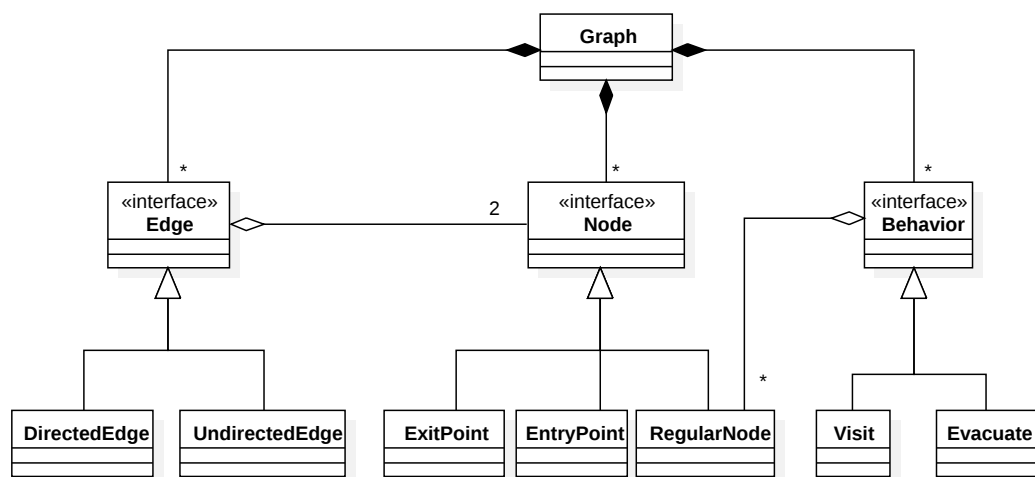 Graph
*
*
*
«interface»
Edge
2
«interface»
Node
«interface»
Behavior
*
DirectedEdge
UndirectedEdge
ExitPoint
EntryPoint
RegularNode
Visit
Evacuate